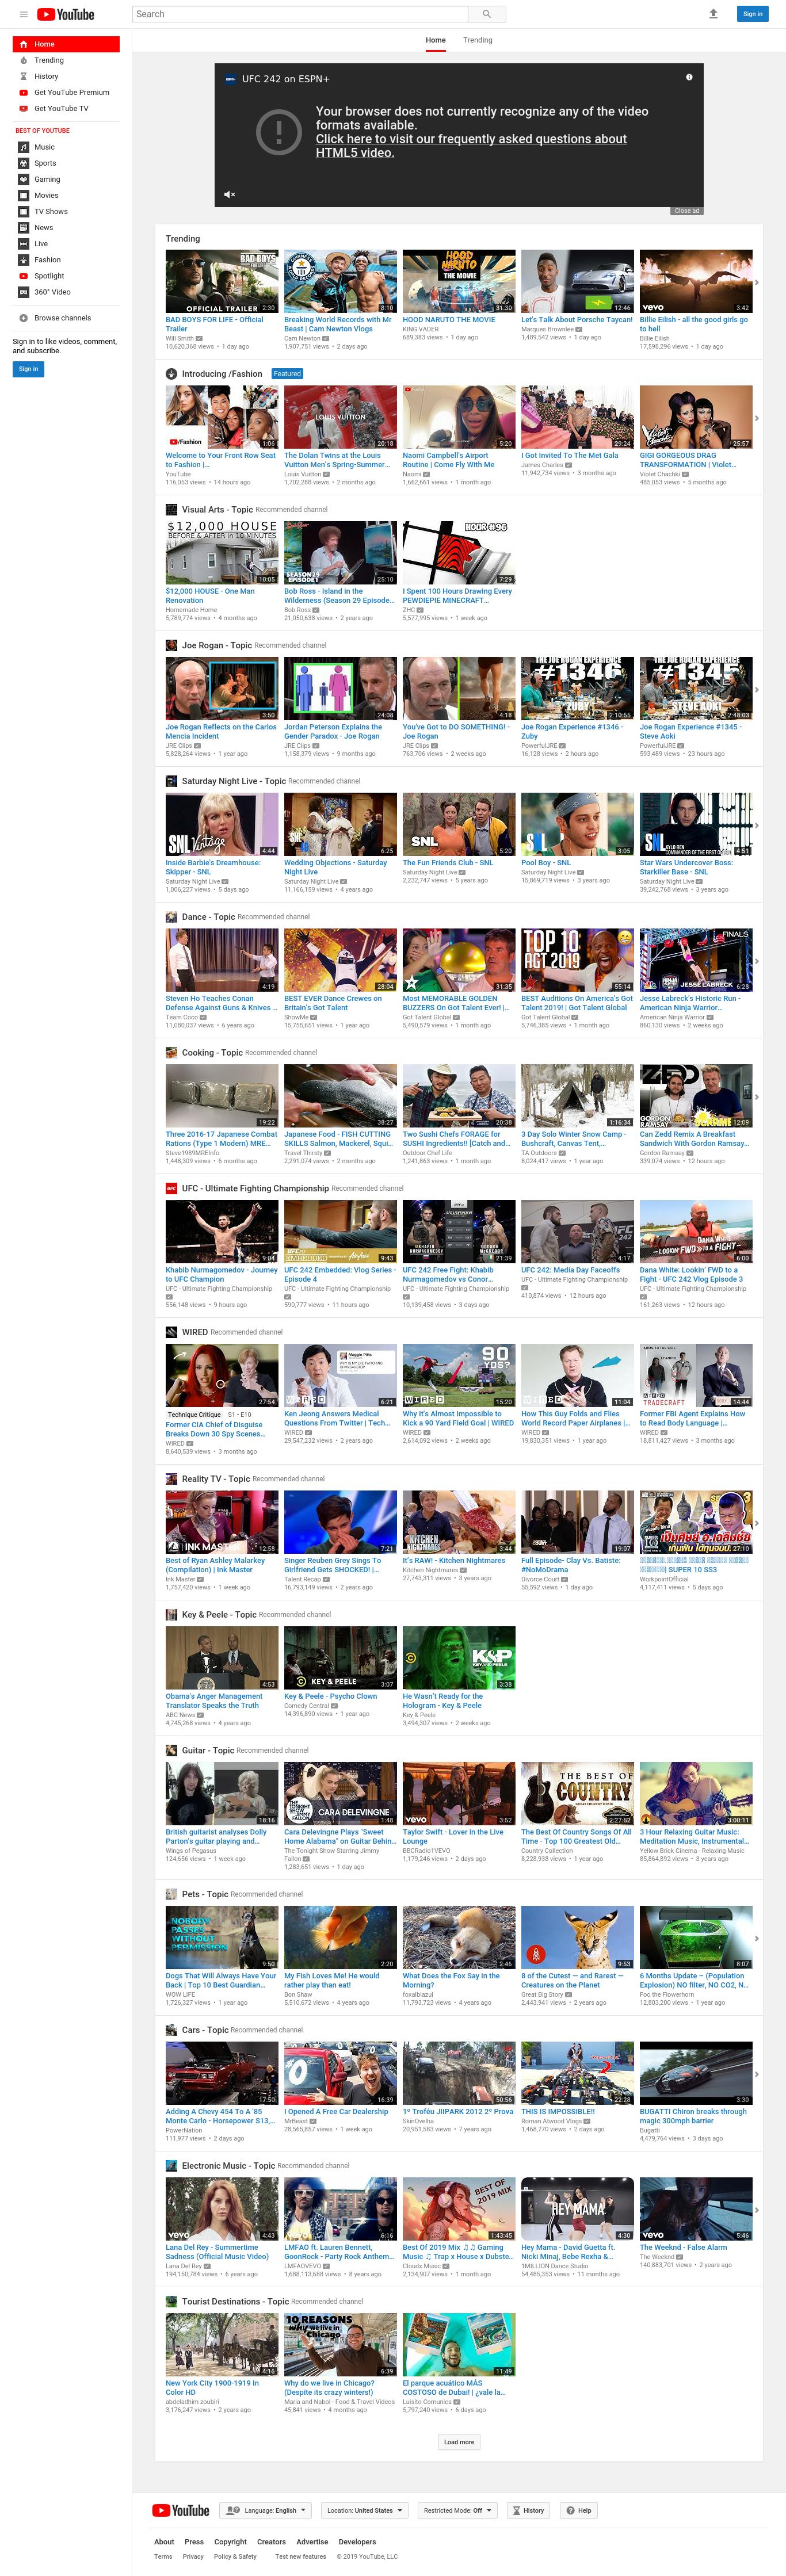 YouTube
Search
Sign in
Home
Trending
History
Get YouTube Premium
Get YouTube TV
BEST OF YOUTUBE
Music
Sports
Gaming
Movies
TV Shows
News
Live
Fashion
Spotlight
360° Video
Browse channels
Sign in to like videos, comment,
and subscribe.
Sign in
Home Trending
UFC 242 on ESPN+
Your browser does not currently recognize any of the video
formats available.
Click here to visit our frequently asked questions about
HTML5 video.
Close ad
Trending
BAD BOYS FOR LIFE - Official
Trailer
Will Smith
10,620,368 views • 1 day ago
Breaking World Records with Mr
Beast | Cam Newton Vlogs
Cam Newton
1,907,751 views • 2 days ago
HOOD NARUTO THE MOVIE
KING VADER
689,383 views • 1 day ago
Let's Talk About Porsche Taycan!
Marques Brownlee
1,489,542 views • 1 day ago
Billie Eilish - all the good girls go
to hell
Billie Eilish
17,598,296 views • 1 day ago
Introducing /Fashion Featured
Welcome to Your Front Row Seat
to Fashion |...
YouTube
116,053 views • 14 hours ago
The Dolan Twins at the Louis
Vuitton Men's Spring-Summer...
Louis Vuitton
1,702,288 views • 2 months ago
Naomi Campbell's Airport
Routine | Come Fly With Me
Naomi
1,662,661 views • 1 month ago
I Got Invited To The Met Gala
James Charles
11,942,734 views • 3 months ago
GIGI GORGEOUS DRAG
TRANSFORMATION | Violet...
Violet Chachki
485,053 views • 5 months ago
Visual Arts - Topic Recommended channel
$12,000 HOUSE - One Man
Renovation
Homemade Home
5,789,774 views • 4 months ago
Bob Ross - Island in the
Wilderness (Season 29 Episode...
Bob Ross
21,050,638 views • 2 years ago
I Spent 100 Hours Drawing Every
PEWDIEPIE MINECRAFT...
ZHC
5,577,995 views • 1 week ago
Joe Rogan - Topic Recommended channel
Joe Rogan Reflects on the Carlos
Mencia Incident
JRE Clips
5,828,264 views • 1 year ago
Jordan Peterson Explains the
Gender Paradox - Joe Rogan
JRE Clips
1,158,379 views • 9 months ago
You've Got to DO SOMETHING! -
Joe Rogan
JRE Clips
763,706 views • 2 weeks ago
Joe Rogan Experience #1346 -
Zuby
PowerfulJRE
16,128 views • 2 hours ago
Joe Rogan Experience #1345 -
Steve Aoki
PowerfulJRE
593,489 views • 23 hours ago
Saturday Night Live - Topic Recommended channel
Inside Barbie's Dreamhouse:
Skipper - SNL
Saturday Night Live
1,006,227 views • 5 days ago
Wedding Objections - Saturday
Night Live
Saturday Night Live
11,166,159 views • 4 years ago
The Fun Friends Club - SNL
Saturday Night Live
2,232,747 views • 5 years ago
Pool Boy - SNL
Saturday Night Live
15,869,719 views • 3 years ago
Star Wars Undercover Boss:
Starkiller Base - SNL
Saturday Night Live
39,242,768 views • 3 years ago
Dance - Topic Recommended channel
Steven Ho Teaches Conan
Defense Against Guns & Knives ...
Team Coco
11,080,037 views • 6 years ago
BEST EVER Dance Crewes on
Britain's Got Talent
ShowMe
15,755,651 views • 1 year ago
Most MEMORABLE GOLDEN
BUZZERS On Got Talent Ever! |...
Got Talent Global
5,490,579 views • 1 month ago
BEST Auditions On America's Got
Talent 2019! | Got Talent Global
Got Talent Global
5,746,385 views • 1 month ago
Jesse Labreck's Historic Run -
American Ninja Warrior...
American Ninja Warrior
860,130 views • 2 weeks ago
Cooking - Topic Recommended channel
Three 2016-17 Japanese Combat
Rations (Type 1 Modern) MRE...
Steve1989MREInfo
1,448,309 views • 6 months ago
Japanese Food - FISH CUTTING
SKILLS Salmon, Mackerel, Squi...
Travel Thirsty
2,291,074 views • 2 months ago
Two Sushi Chefs FORAGE for
SUSHI Ingredients!! [Catch and...
Outdoor Chef Life
1,241,863 views • 1 month ago
3 Day Solo Winter Snow Camp -
Bushcraft, Canvas Tent,...
TA Outdoors
8,024,417 views • 1 year ago
Can Zedd Remix A Breakfast
Sandwich With Gordon Ramsay...
Gordon Ramsay
339,074 views • 12 hours ago
UFC - Ultimate Fighting Championship Recommended channel
Khabib Nurmagomedov - Journey
to UFC Champion
UFC - Ultimate Fighting Championship
556,148 views • 9 hours ago
UFC 242 Embedded: Vlog Series -
Episode 4
UFC - Ultimate Fighting Championship
590,777 views • 11 hours ago
UFC 242 Free Fight: Khabib
Nurmagomedov vs Conor...
UFC - Ultimate Fighting Championship
10,139,458 views • 3 days ago
UFC 242: Media Day Faceoffs
UFC - Ultimate Fighting Championship
410,874 views • 12 hours ago
Dana White: Lookin' FWD to a
Fight - UFC 242 Vlog Episode 3
UFC - Ultimate Fighting Championship
161,263 views • 12 hours ago
WIRED Recommended channel
Technique Critique S1 • E10
Former CIA Chief of Disguise
Breaks Down 30 Spy Scenes...
WIRED
8,640,539 views • 3 months ago
Ken Jeong Answers Medical
Questions From Twitter | Tech...
WIRED
29,547,232 views • 2 years ago
Why It's Almost Impossible to
Kick a 90 Yard Field Goal | WIRED
WIRED
2,614,092 views • 2 weeks ago
How This Guy Folds and Flies
World Record Paper Airplanes |...
WIRED
19,830,351 views • 1 year ago
Former FBI Agent Explains How
to Read Body Language |...
WIRED
18,811,427 views • 3 months ago
Reality TV - Topic Recommended channel
Best of Ryan Ashley Malarkey
(Compilation) | Ink Master
Ink Master
1,757,420 views • 1 week ago
Singer Reuben Grey Sings To
Girlfriend Gets SHOCKED! |...
Talent Recap
16,793,149 views • 2 years ago
It's RAW! - Kitchen Nightmares
Kitchen Nightmares
27,743,311 views • 3 years ago
Full Episode- Clay Vs. Batiste:
#NoMoDrama
Divorce Court
55,592 views • 1 day ago
| SUPER 10 SS3
WorkpointOfficial
4,117,411 views • 5 days ago
Key & Peele - Topic Recommended channel
Obama's Anger Management
Translator Speaks the Truth
ABC News
4,745,268 views • 4 years ago
Key & Peele - Psycho Clown
Comedy Central
14,396,890 views • 1 year ago
He Wasn't Ready for the
Hologram - Key & Peele
Key & Peele
3,494,307 views • 2 weeks ago
Guitar - Topic Recommended channel
British guitarist analyses Dolly
Parton's guitar playing and...
Wings of Pegasus
124,656 views • 1 week ago
Cara Delevingne Plays "Sweet
Home Alabama" on Guitar Behin...
The Tonight Show Starring Jimmy
Fallon
1,283,651 views • 1 day ago
Taylor Swift - Lover in the Live
Lounge
BBCRadio1VEVO
1,179,246 views • 2 days ago
The Best Of Country Songs Of All
Time - Top 100 Greatest Old...
Country Collection
8,228,938 views • 1 year ago
3 Hour Relaxing Guitar Music:
Meditation Music, Instrumental...
Yellow Brick Cinema - Relaxing Music
85,864,892 views • 3 years ago
Pets - Topic Recommended channel
Dogs That Will Always Have Your
Back | Top 10 Best Guardian...
WOW LIFE
1,726,327 views • 1 year ago
My Fish Loves Me! He would
rather play than eat!
Bon Shaw
5,510,672 views • 4 years ago
What Does the Fox Say in the
Morning?
foxalbiazul
11,793,723 views • 4 years ago
8 of the Cutest — and Rarest —
Creatures on the Planet
Great Big Story
2,443,941 views • 2 years ago
6 Months Update – (Population
Explosion) NO filter, NO CO2, N...
Foo the Flowerhorn
12,803,200 views • 1 year ago
Cars - Topic Recommended channel
Adding A Chevy 454 To A '85
Monte Carlo - Horsepower S13,...
PowerNation
111,977 views • 2 days ago
I Opened A Free Car Dealership
MrBeast
28,565,857 views • 1 week ago
1º Troféu JIIPARK 2012 2º Prova
SkinOvelha
20,951,583 views • 7 years ago
THIS IS IMPOSSIBLE!!
Roman Atwood Vlogs
1,468,770 views • 2 days ago
BUGATTI Chiron breaks through
magic 300mph barrier
Bugatti
4,479,764 views • 3 days ago
Electronic Music - Topic Recommended channel
Lana Del Rey - Summertime
Sadness (Official Music Video)
Lana Del Rey
194,150,784 views • 6 years ago
LMFAO ft. Lauren Bennett,
GoonRock - Party Rock Anthem...
LMFAOVEVO
1,688,113,688 views • 8 years ago
Best Of 2019 Mix ♫♫ Gaming
Music ♫ Trap x House x Dubste...
Cloudx Music
2,134,907 views • 1 month ago
Hey Mama - David Guetta ft.
Nicki Minaj, Bebe Rexha &...
1MILLION Dance Studio
54,485,353 views • 11 months ago
The Weeknd - False Alarm
The Weeknd
140,883,701 views • 2 years ago
Tourist Destinations - Topic Recommended channel
New York City 1900-1919 In
Color HD
abdeladhim zoubiri
3,176,247 views • 2 years ago
Why do we live in Chicago?
(Despite its crazy winters!)
Maria and Nabol - Food & Travel Videos
45,841 views • 4 months ago
El parque acuático MÁS
COSTOSO de Dubai! | ¿vale la...
Luisito Comunica
5,797,240 views • 6 days ago
Load more
YouTube Language: English Location: United States Restricted Mode: Off History Help
About Press Copyright Creators Advertise Developers
Terms Privacy Policy & Safety Test new features © 2019 YouTube, LLC